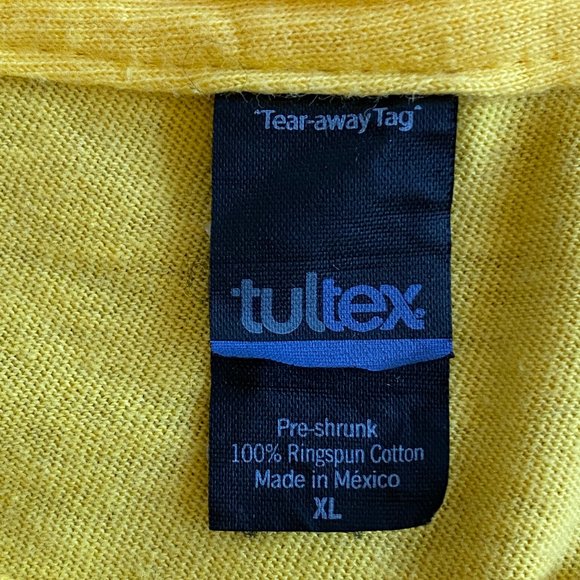 "Tear-away Tag"
tultex
Pre-shrunk
100% Ringspun Cotton
Made in México
XL